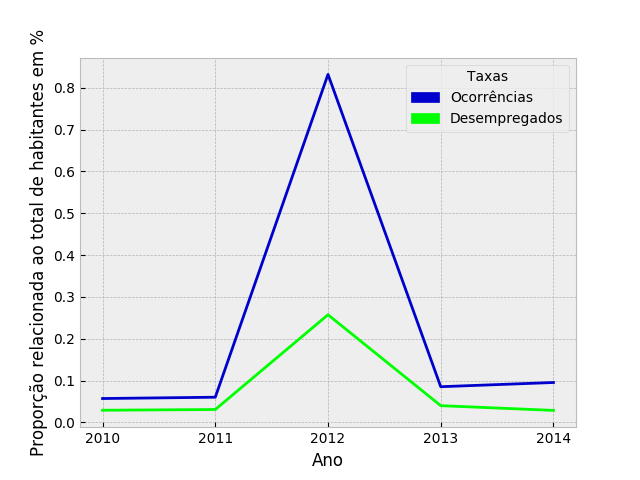 Proporção relacionada ao total de habitantes em %
Taxas
Ocorrências
Desempregados
0.8
0.7
0.6
0.5
0.4
0.3
0.2
0.1
0.0
2010 2011 2012 2013 2014
Ano